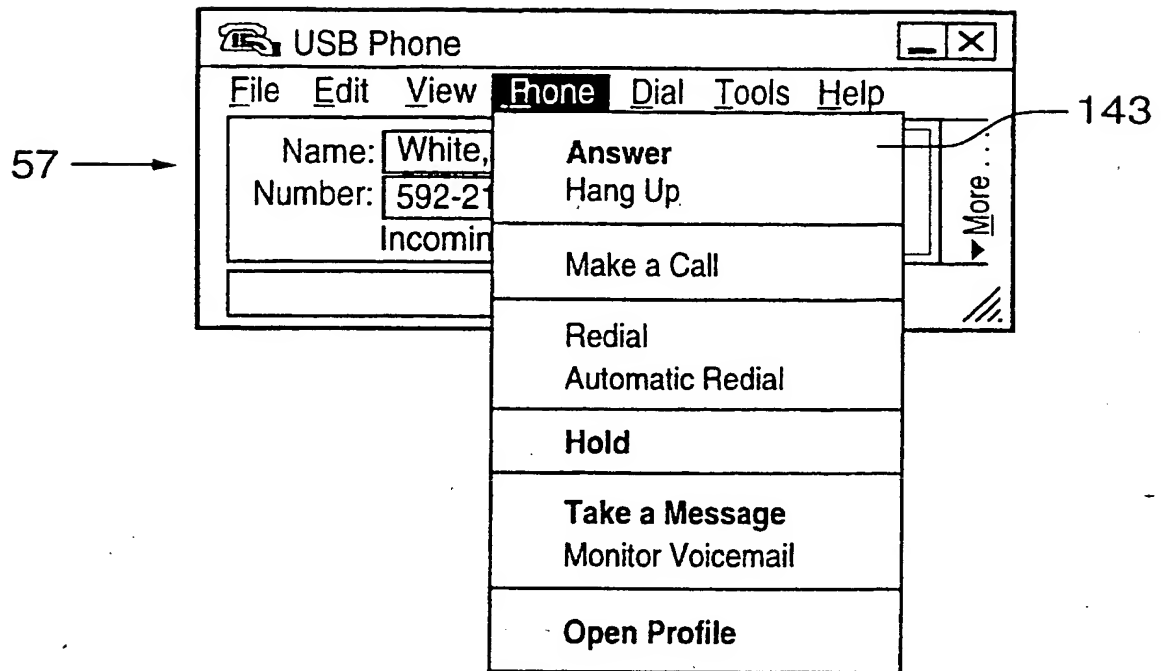 USB Phone
File Edit View Phone Dial Tools Help
143
57
Name: White,
Number: 592-21
Incomin
More...
Answer
Hang Up
Make a Call
Redial
Automatic Redial
Hold
Take a Message
Monitor Voicemail
Open Profile